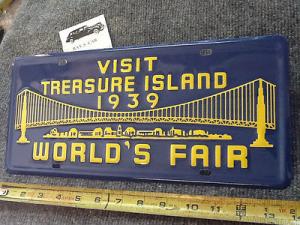 VISIT
TREASURE ISLAND
1939
WORLD'S FAIR